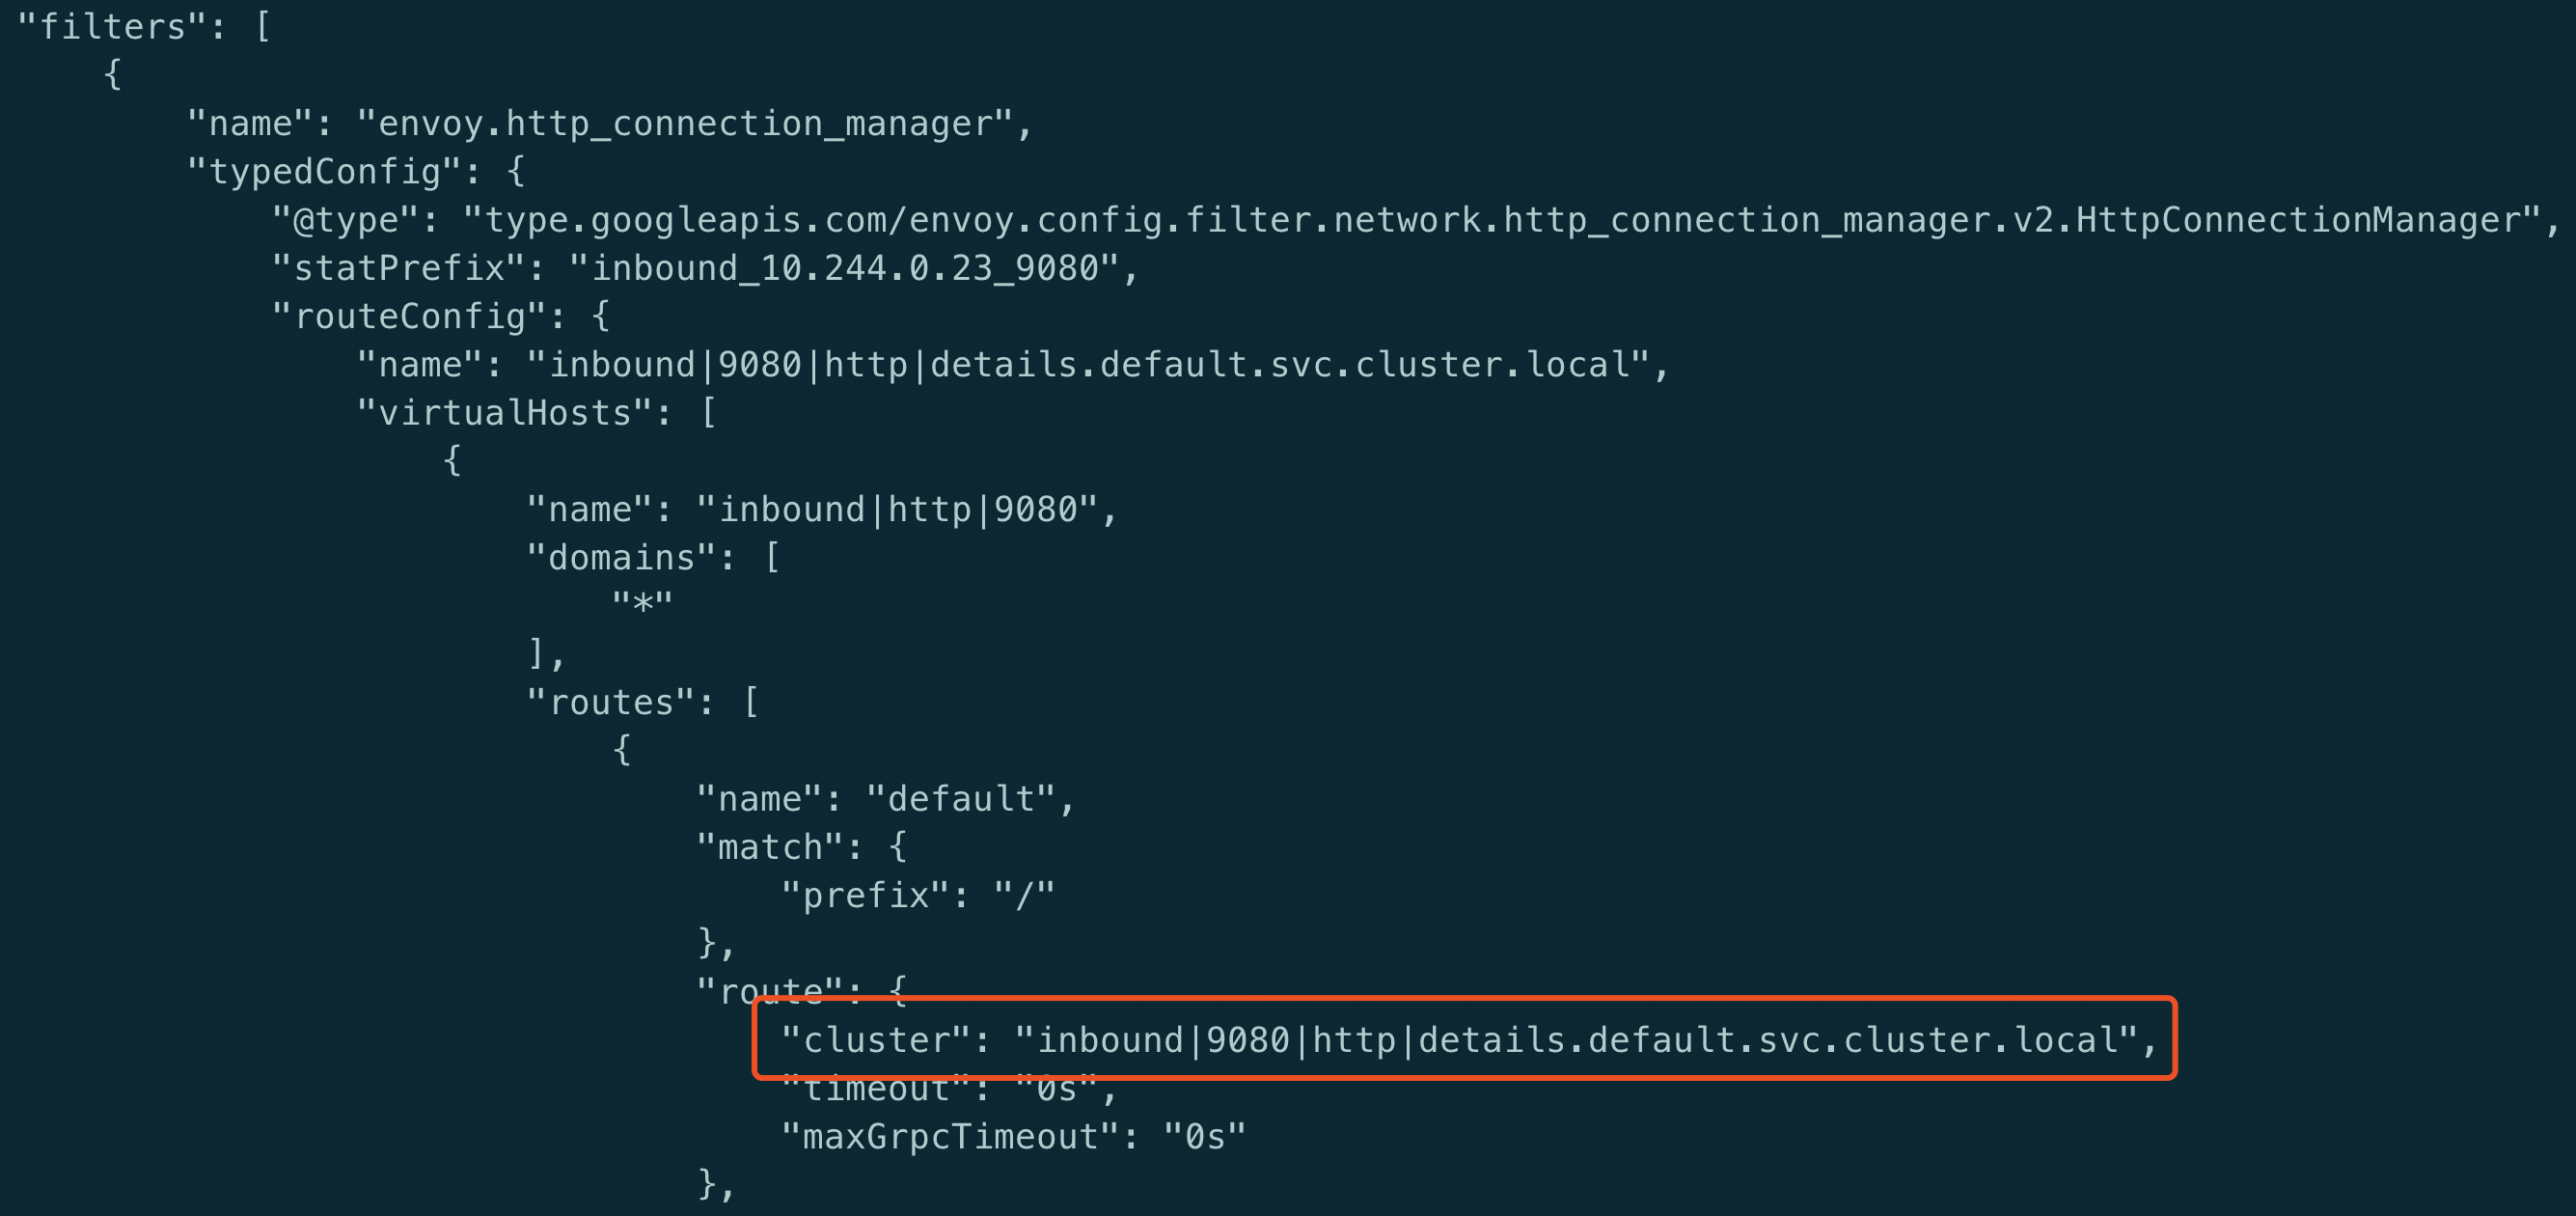 "filters": [
{
"name": "envoy.http_connection_manager",
"typedConfig": {
"@type": "type.googleapis.com/envoy.config.filter.network.http_connection_manager.v2.HttpConnectionManager",
"statPrefix": "inbound_10.244.0.23_9080",
"routeConfig": {
"name": "inbound|9080|http|details.default.svc.cluster.local",
"virtualHosts": [
{
"name": "inbound|http|9080",
"domains": [
"*"
],
"routes": [
{
"name": "default",
"match": {
"prefix": "/"
},
"route": {
"cluster": "inbound|9080|http|details.default.svc.cluster.local",
"timeout": "0s",
"maxGrpcTimeout": "0s"
},